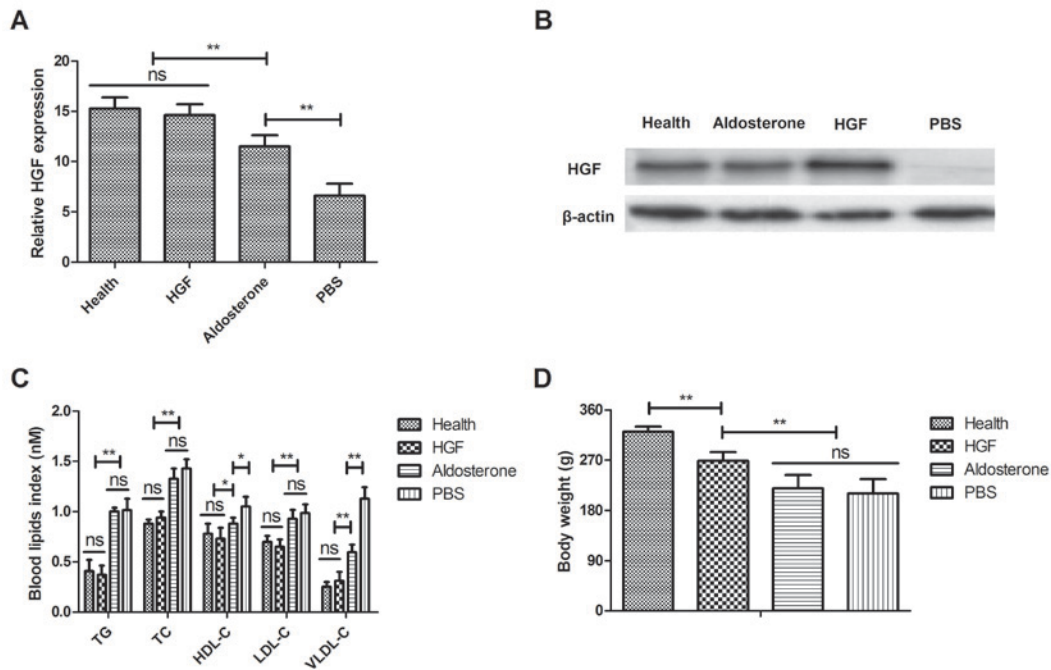 A
**
20
ns
15
**
10
5
0
Relative HGF expression
Health
HGF
Aldosterone
PBS
B
Health Aldosterone HGF PBS
HGF
β-actin
C
2.0
1.5
1.0
0.5
0.0
Blood lipids index (nM)
**
ns
ns
**
ns
ns
*
*
ns
**
ns
ns
**
**
ns
TG
TC
HDL-C
LDL-C
VLDL-C
Health
HGF
Aldosterone
PBS
D
360
270
180
90
0
Body weight (g)
**
**
ns
Health
HGF
Aldosterone
PBS